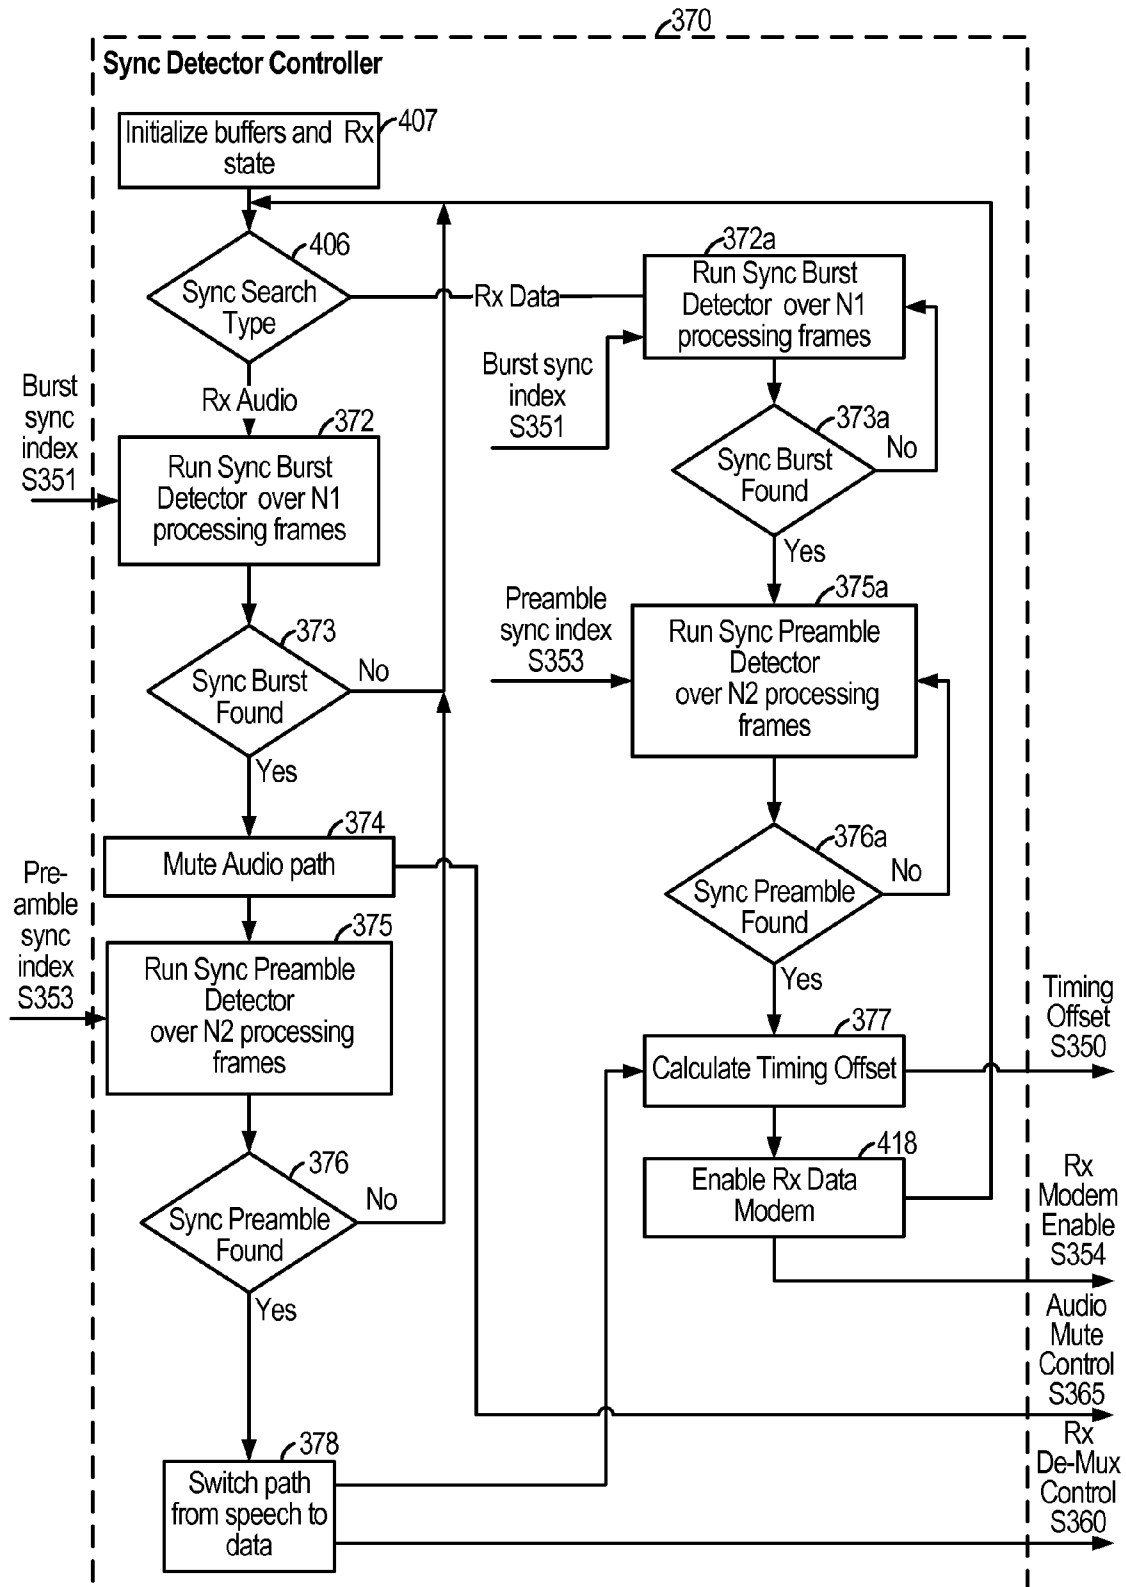 370
Sync Detector Controller
Initialize buffers and Rx
state
407
Sync Search
Type
406
Rx Data
Rx Audio
Burst
sync
index
S351
372
Run Sync Burst
Detector over N1
processing frames
373
Sync Burst
Found
No
Yes
374
Mute Audio path
Pre-
amble
sync
index
S353
375
Run Sync Preamble
Detector
over N2 processing
frames
376
Sync Preamble
Found
No
Yes
378
Switch path
from speech to
data
372a
Run Sync Burst
Detector over N1
processing frames
Burst sync
index
S351
373a
Sync Burst
Found
No
Yes
375a
Preamble
sync index
S353
Run Sync Preamble
Detector
over N2 processing
frames
376a
Sync Preamble
Found
No
Yes
377
Calculate Timing Offset
418
Enable Rx Data
Modem
Timing
Offset
S350
Rx
Modem
Enable
S354
Audio
Mute
Control
S365
Rx
De-Mux
Control
S360